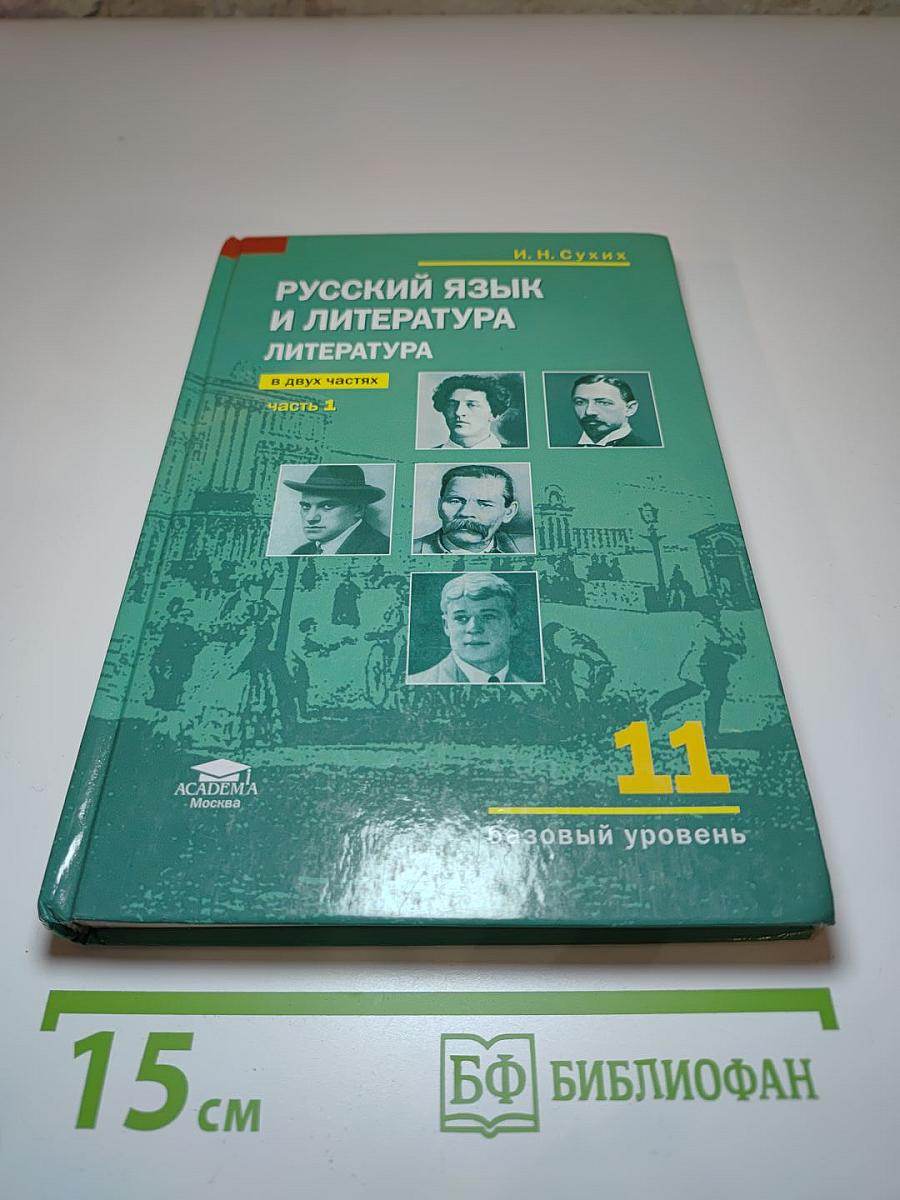 И. Н. Сухих
РУССКИЙ ЯЗЫК
И ЛИТЕРАТУРА
ЛИТЕРАТУРА
в двух частях
часть 1
11
базовый уровень
ACADEMA
Москва
15 см
БФ БИБЛИОФАН